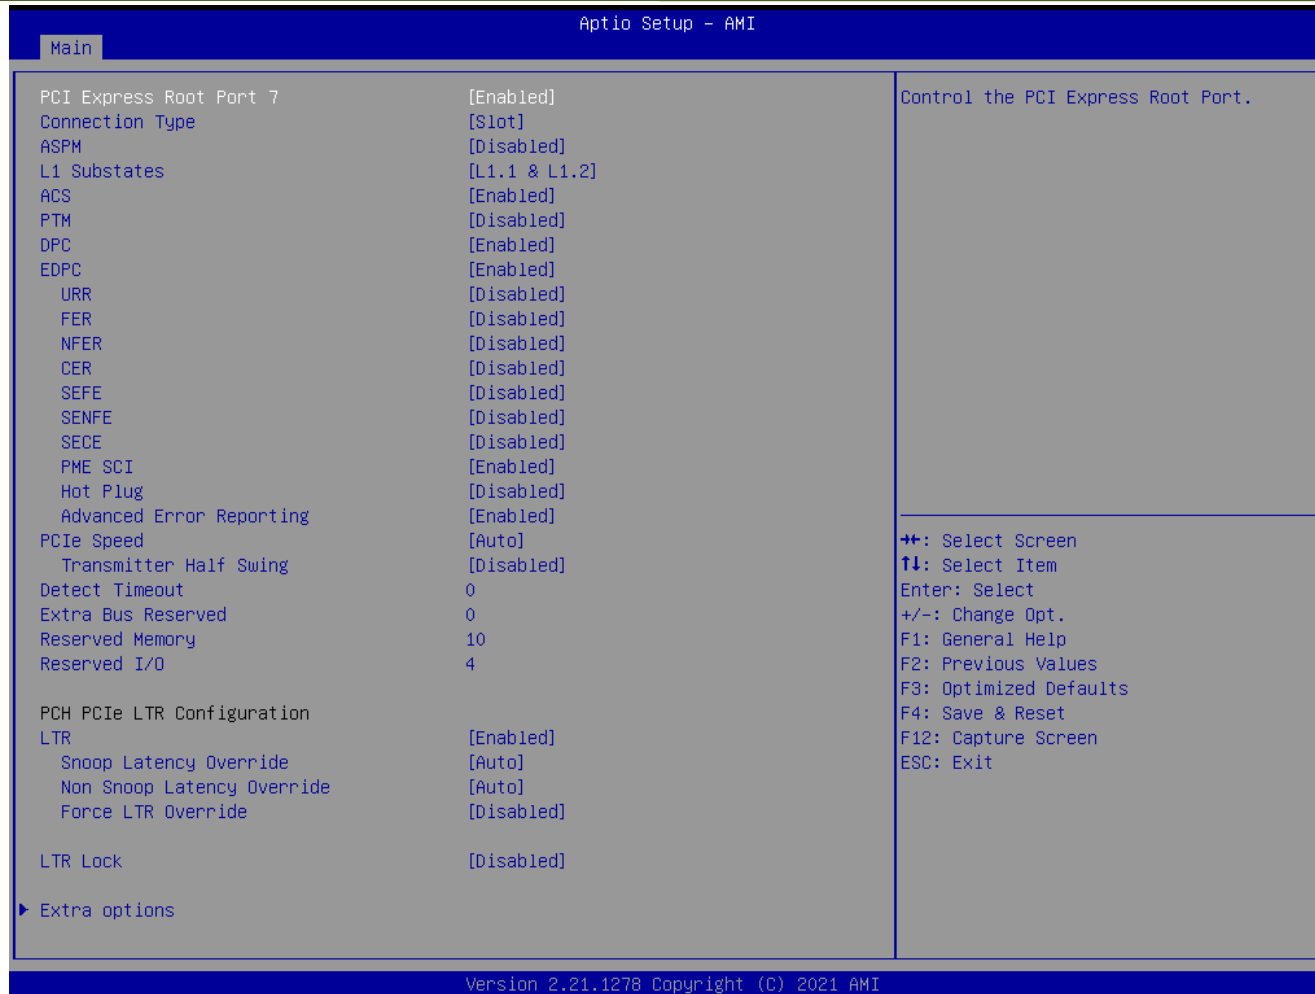 Aptio Setup – AMI
Main
PCI Express Root Port 7 [Enabled]
Connection Type [Slot]
ASPM [Disabled]
L1 Substates [L1.1 & L1.2]
ACS [Enabled]
PTM [Disabled]
DPC [Enabled]
EDPC [Enabled]
URR [Disabled]
FER [Disabled]
NFER [Disabled]
CER [Disabled]
SEFE [Disabled]
SENFE [Disabled]
SECE [Disabled]
PME SCI [Enabled]
Hot Plug [Disabled]
Advanced Error Reporting [Enabled]
PCIe Speed [Auto]
Transmitter Half Swing [Disabled]
Detect Timeout 0
Extra Bus Reserved 0
Reserved Memory 10
Reserved I/O 4
PCH PCIe LTR Configuration
LTR [Enabled]
Snoop Latency Override [Auto]
Non Snoop Latency Override [Auto]
Force LTR Override [Disabled]
LTR Lock [Disabled]
▶ Extra options
Control the PCI Express Root Port.
→←: Select Screen
↑↓: Select Item
Enter: Select
+/-: Change Opt.
F1: General Help
F2: Previous Values
F3: Optimized Defaults
F4: Save & Reset
F12: Capture Screen
ESC: Exit
Version 2.21.1278 Copyright (C) 2021 AMI